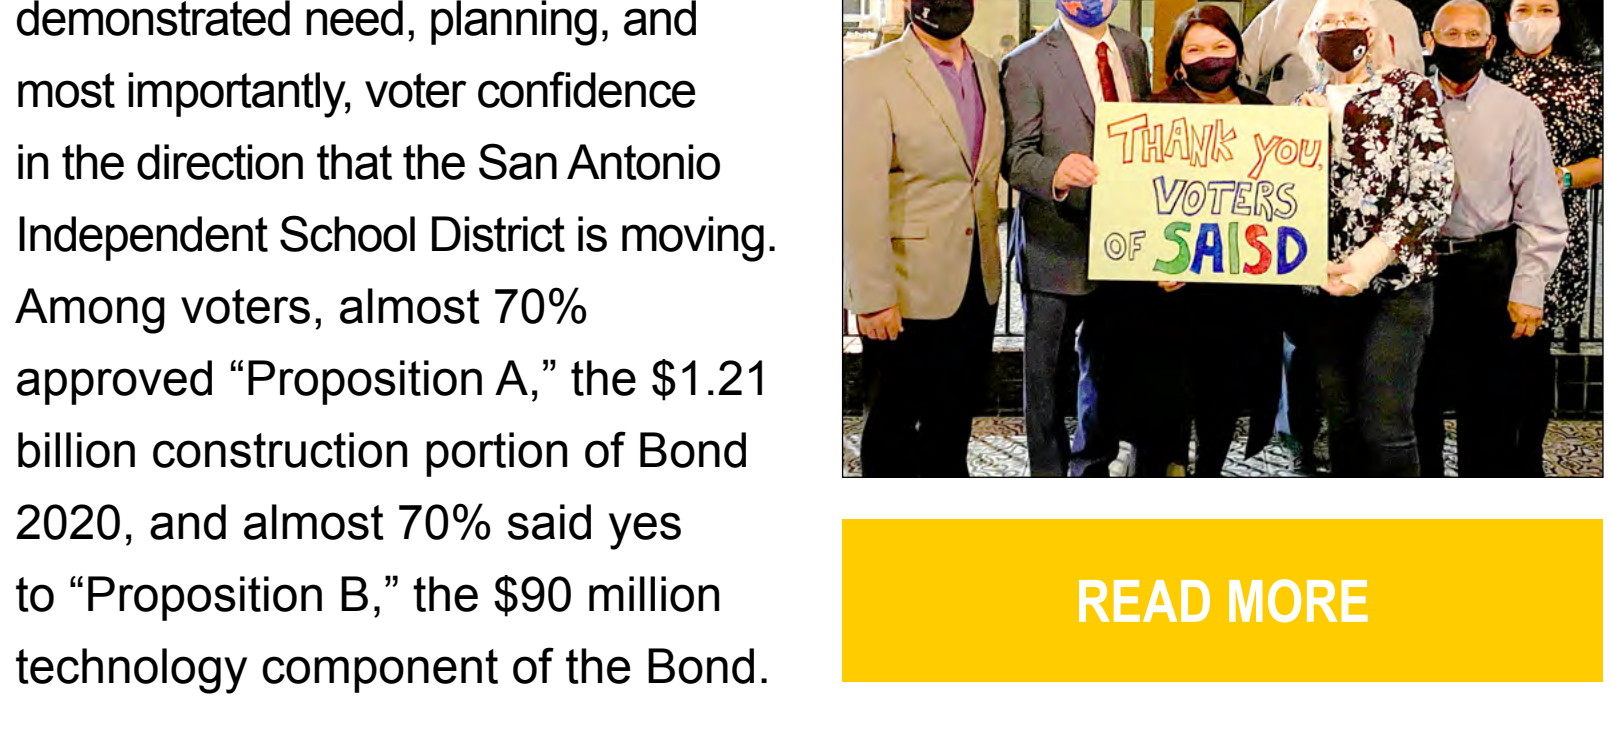 demonstrated need, planning, and
most importantly, voter confidence
in the direction that the San Antonio
Independent School District is moving.
Among voters, almost 70%
approved “Proposition A,” the $1.21
billion construction portion of Bond
2020, and almost 70% said yes
to “Proposition B,” the $90 million
technology component of the Bond.
THANK YOU,
VOTERS
OF SAISD
READ MORE